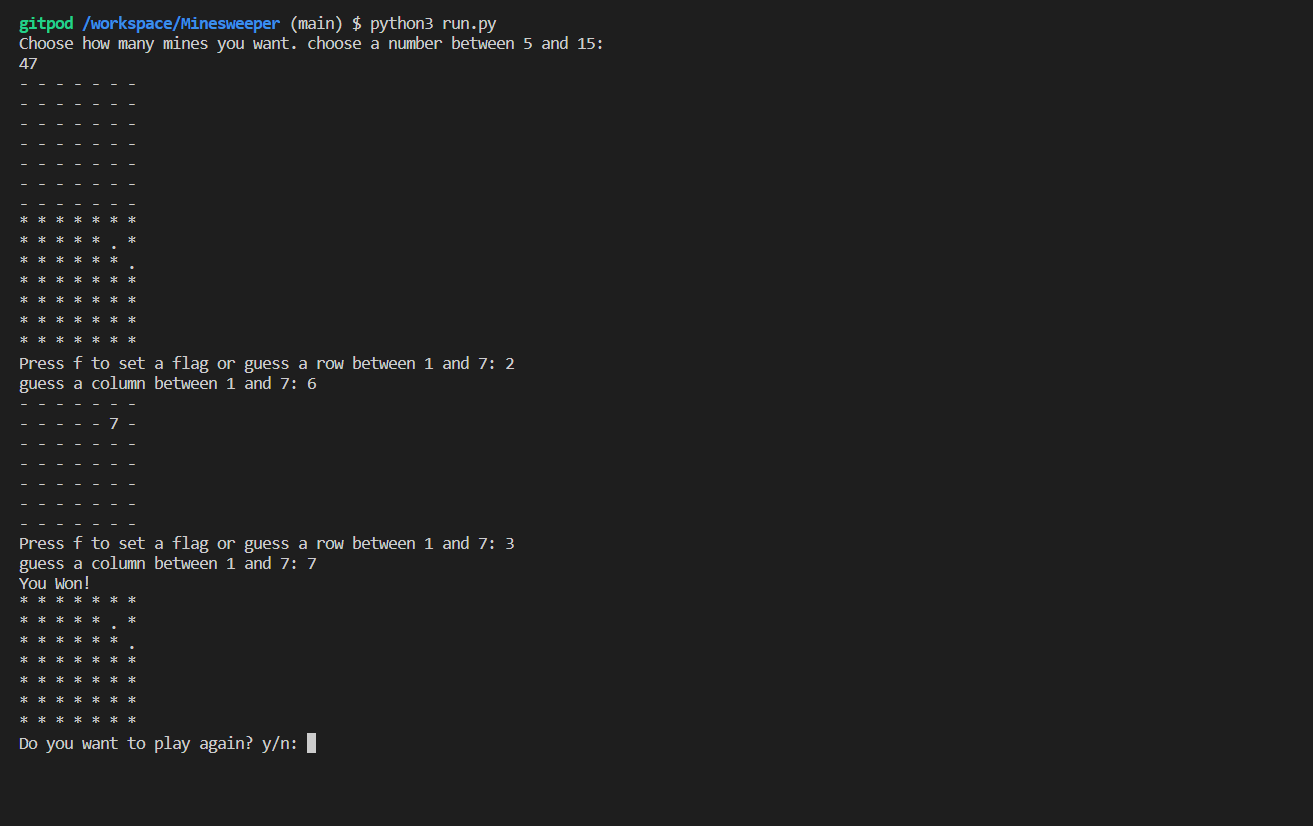 gitpod /workspace/Minesweeper (main) $ python3 run.py
Choose how many mines you want. choose a number between 5 and 15:
47
- - - - - - -
- - - - - - -
- - - - - - -
- - - - - - -
- - - - - - -
- - - - - - -
- - - - - - -
* * * * * * *
* * * * * . *
* * * * * * .
* * * * * * *
* * * * * * *
* * * * * * *
* * * * * * *
Press f to set a flag or guess a row between 1 and 7: 2
guess a column between 1 and 7: 6
- - - - - - -
- - - - - 7 -
- - - - - - -
- - - - - - -
- - - - - - -
- - - - - - -
- - - - - - -
Press f to set a flag or guess a row between 1 and 7: 3
guess a column between 1 and 7: 7
You Won!
* * * * * * *
* * * * * . *
* * * * * * .
* * * * * * *
* * * * * * *
* * * * * * *
* * * * * * *
Do you want to play again? y/n: